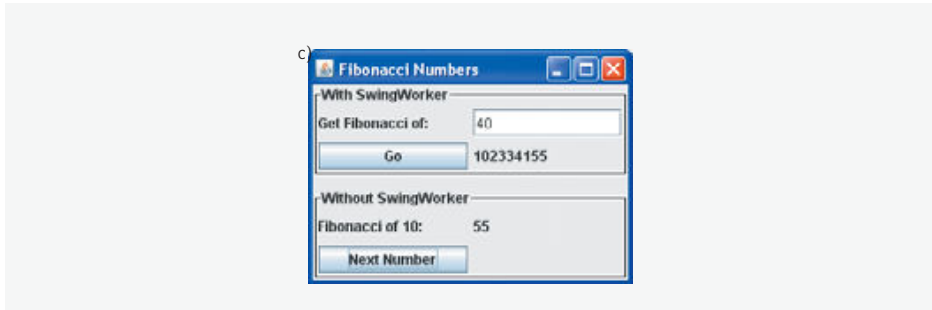 c)
Fibonacci Numbers
With SwingWorker
Get Fibonacci of: 40
Go 102334155
Without SwingWorker
Fibonacci of 10: 55
Next Number